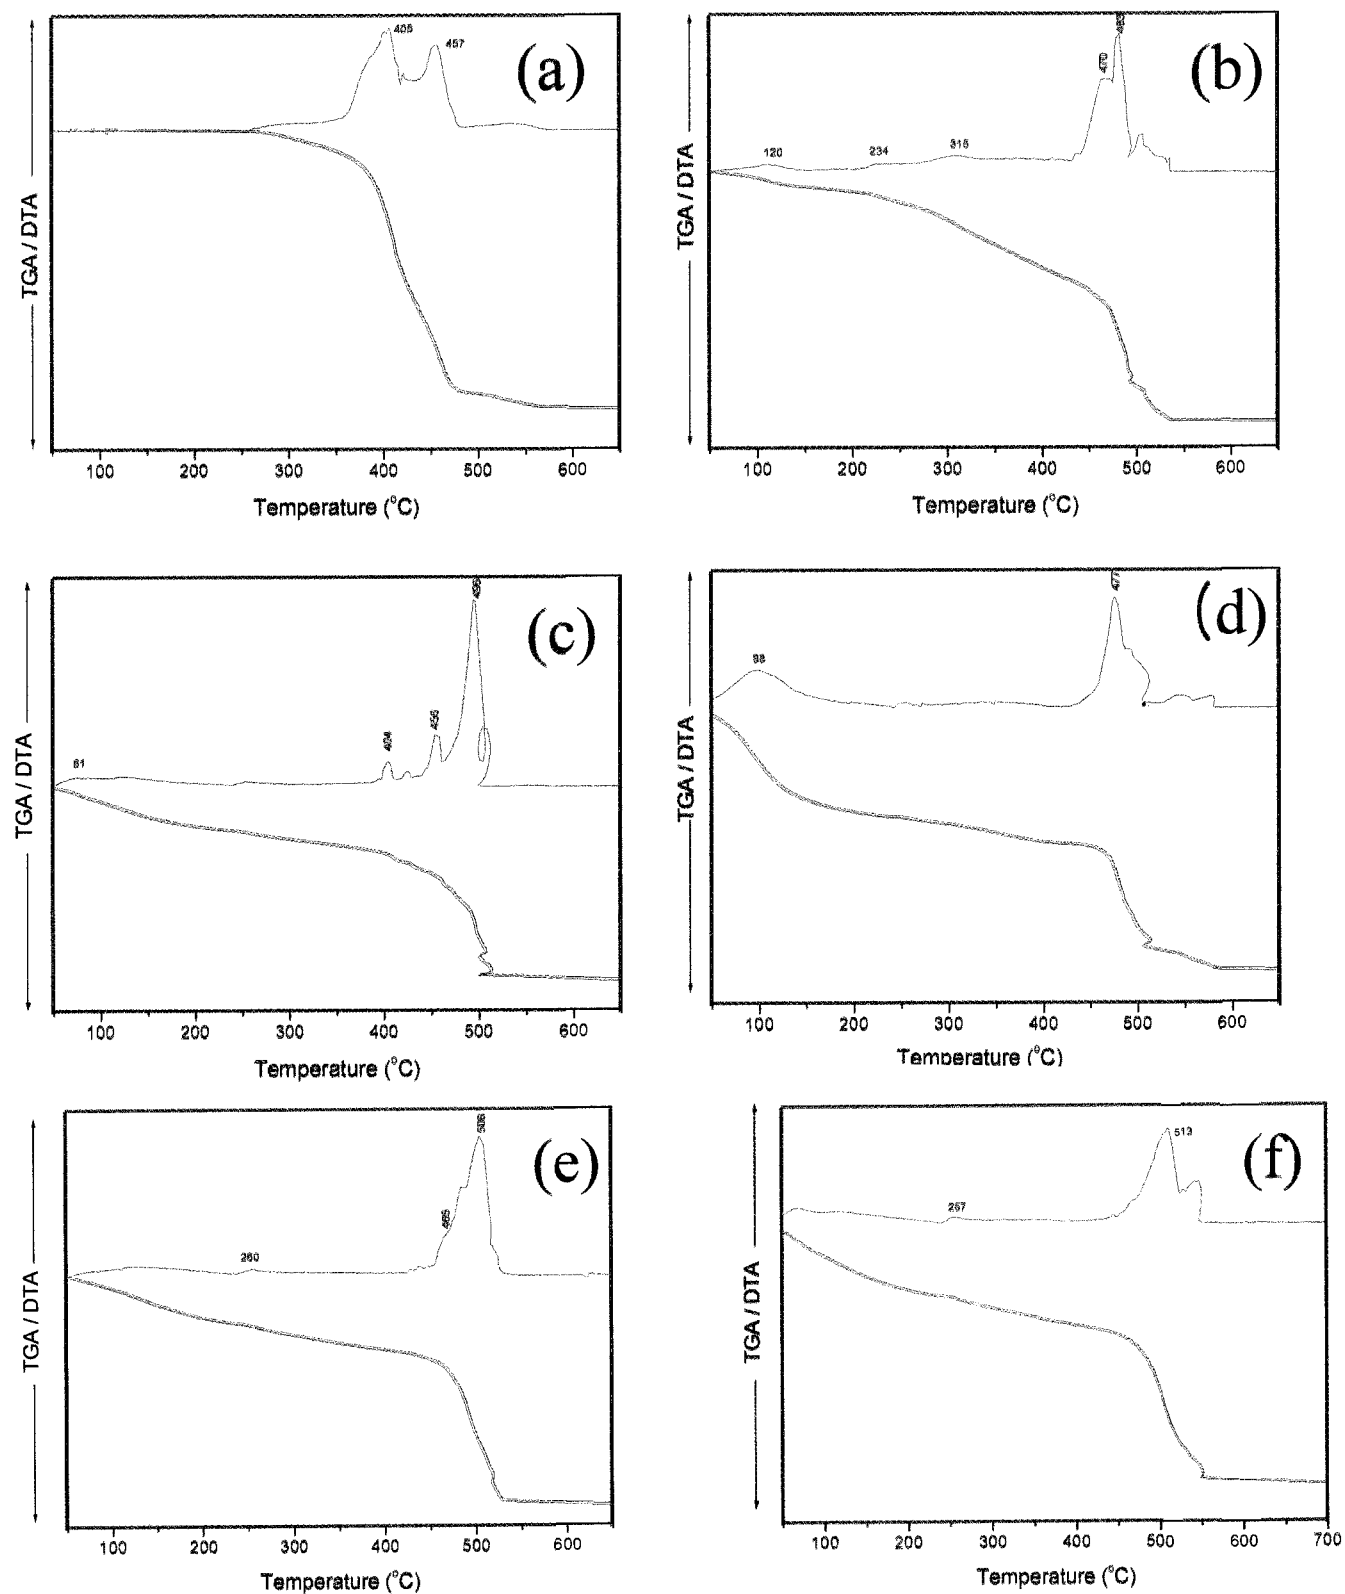 405
457
(a)
TGA / DTA
100 200 300 400 500 600
Temperature (°C)
483
470
120
234
315
(b)
TGA / DTA
100 200 300 400 500 600
Temperature (°C)
496
456
404
81
(c)
TGA / DTA
100 200 300 400 500 600
Temperature (°C)
477
98
(d)
TGA / DTA
100 200 300 400 500 600
Temperature (°C)
506
465
260
(e)
TGA / DTA
100 200 300 400 500 600
Temperature (°C)
513
257
(f)
TGA / DTA
100 200 300 400 500 600 700
Temperature (°C)